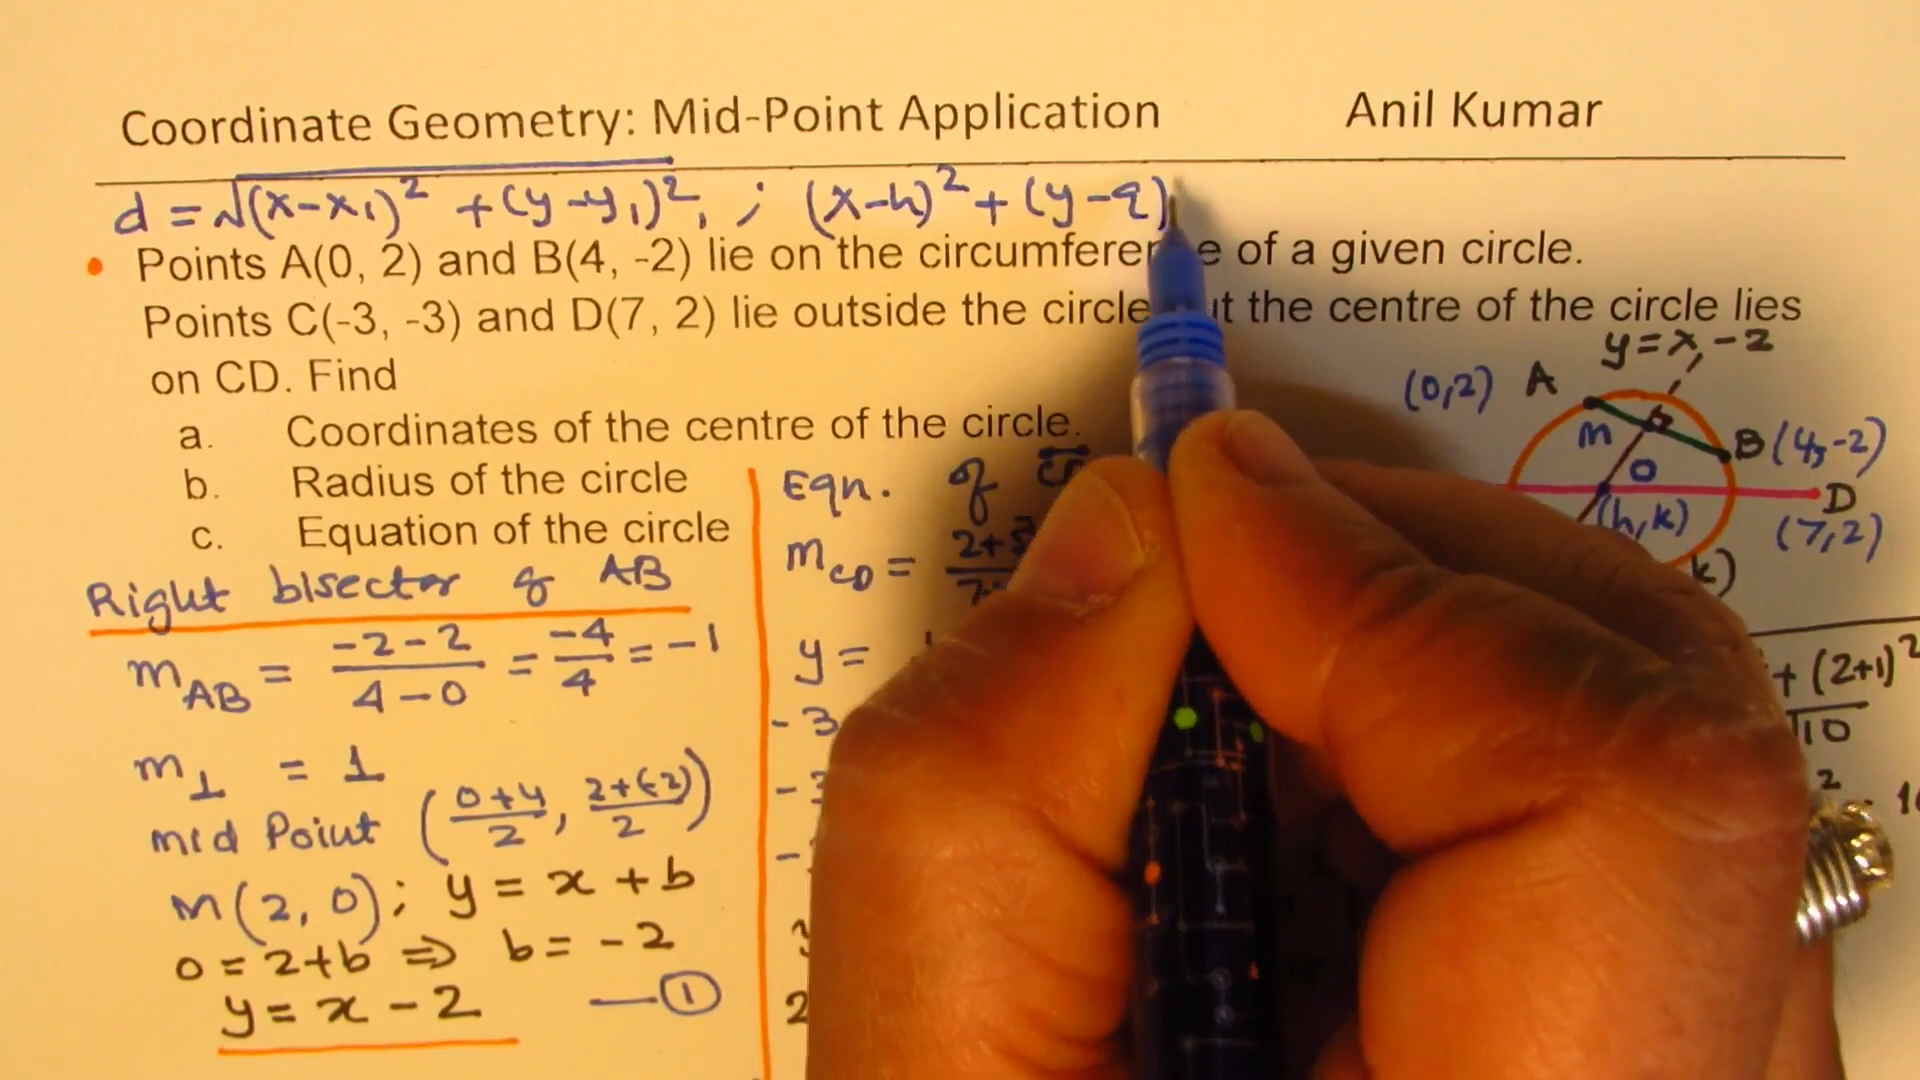 Coordinate Geometry: Mid-Point Application Anil Kumar
d = √(x-x₁)² + (y-y₁)², ; (x-h)² + (y-q)
• Points A(0, 2) and B(4, -2) lie on the circumfere e of a given circle.
Points C(-3, -3) and D(7, 2) lie outside the circle ut the centre of the circle lies
on CD. Find
a. Coordinates of the centre of the circle.
b. Radius of the circle
c. Equation of the circle
Right bisector of AB
m_AB = (-2-2)/(4-0) = -4/4 = -1
m⊥ = 1
Mid Point ((0+4)/2, (2+(-2))/2)
M(2, 0); y = x + b
0 = 2+b ⇒ b = -2
y = x - 2 —①
Eqn. of
m_CD =
y =
-3
y = x - 2
(0,2) A
m
B (4, -2)
O
D
(h, k)
(7, 2)
k)
+ (2+1)²
√10